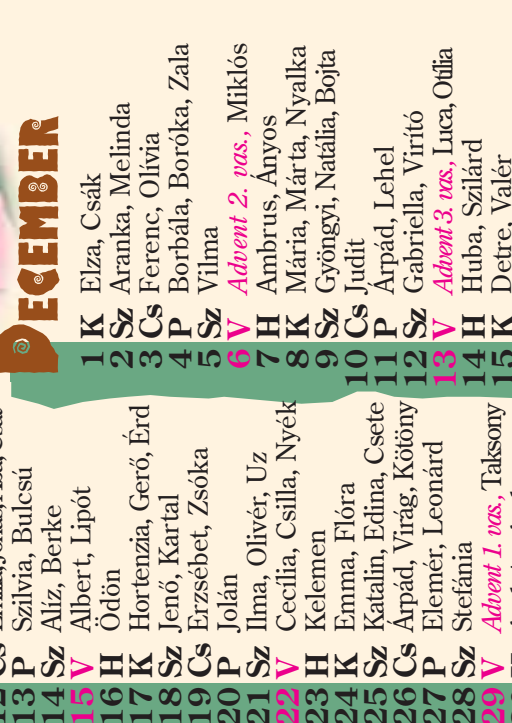 13 P Szilvia, Bulcsú
14 Sz Aliz, Berke
15 V Albert, Lipót
16 H Ödön
17 K Hortenzia, Gerő, Érd
18 Sz Jenő, Kartal
19 Cs Erzsébet, Zsóka
20 P Jolán
21 Sz Ilma, Olivér, Uz
22 V Cecília, Csilla, Nyék
23 H Kelemen
24 K Emma, Flóra
25 Sz Katalin, Edina, Csete
26 Cs Árpád, Virág, Kötöny
27 P Elemér, Leonárd
28 Sz Stefánia
29 V Advent 1. vas., Taksony
DECEMBER
1 K Elza, Csák
2 Sz Aranka, Melinda
3 Cs Ferenc, Olívia
4 P Borbála, Boróka, Zala
5 Sz Vilma
6 V Advent 2. vas., Miklós
7 H Ambrus, Ányos
8 K Mária, Márta, Nyalka
9 Sz Gyöngyi, Natália, Bojta
10 Cs Judit
11 P Árpád, Lehel
12 Sz Gabriella, Virító
13 V Advent 3. vas., Luca, Otília
14 H Huba, Szilárd
15 K Detre, Valér